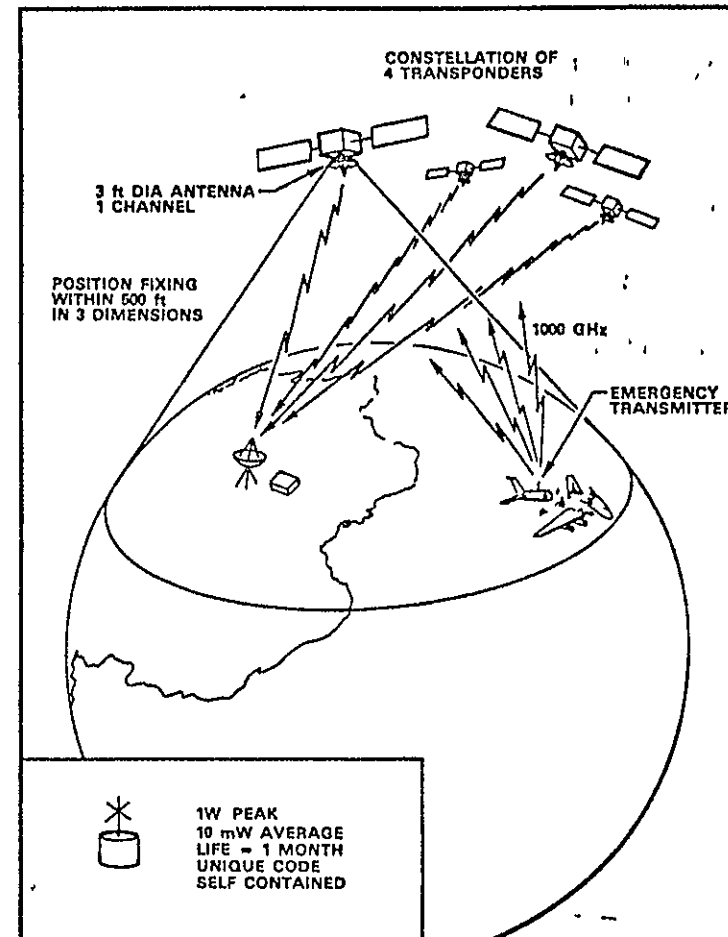 CONSTELLATION OF
4 TRANSPONDERS
3 ft DIA ANTENNA
1 CHANNEL
POSITION FIXING
WITHIN 500 ft
IN 3 DIMENSIONS
1000 GHz
EMERGENCY
TRANSMITTER
1W PEAK
10 mW AVERAGE
LIFE = 1 MONTH
UNIQUE CODE
SELF CONTAINED